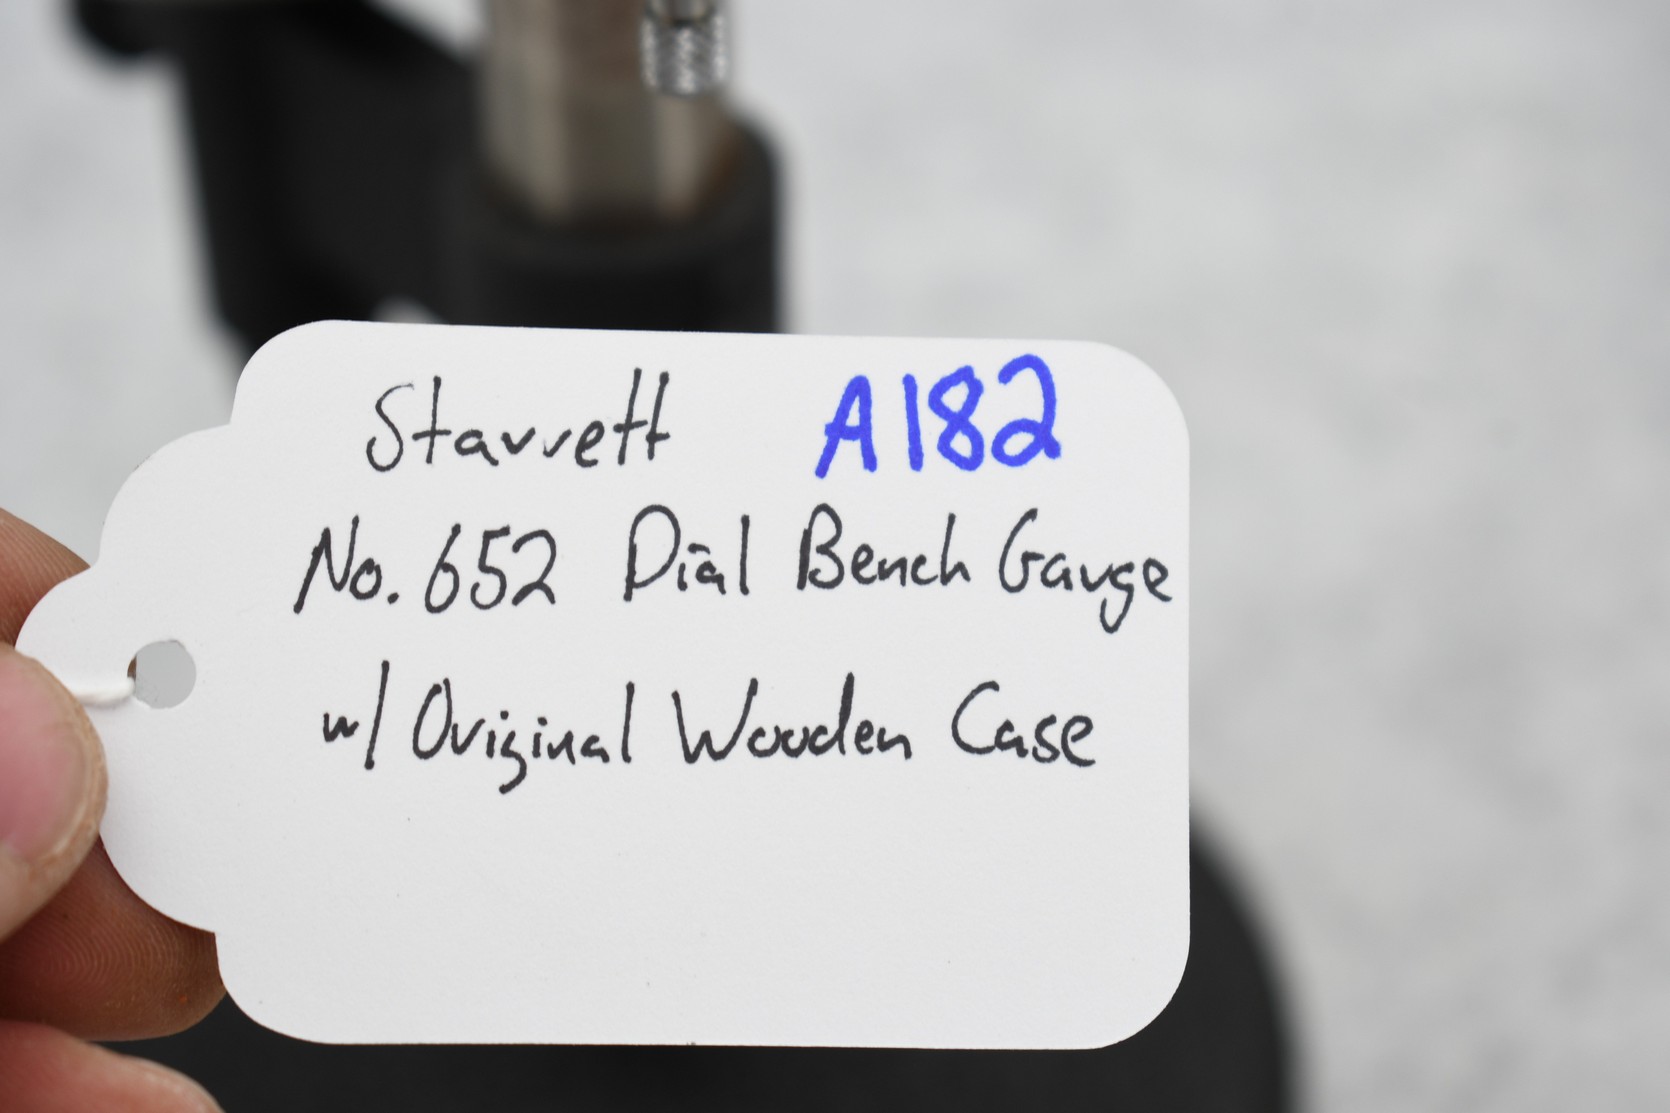 Starrett A182
No. 652 Dial Bench Gauge
w/ Original Wooden Case